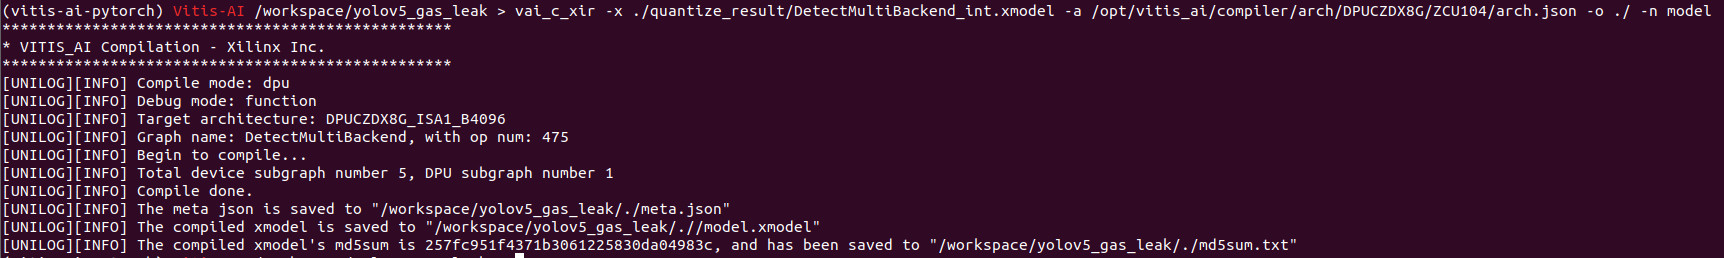 (vitis-ai-pytorch) Vitis-AI /workspace/yolov5_gas_leak > vai_c_xir -x ./quantize_result/DetectMultiBackend_int.xmodel -a /opt/vitis_ai/compiler/arch/DPUCZDX8G/ZCU104/arch.json -o ./ -n model
**************************************************
* VITIS_AI Compilation - Xilinx Inc.
**************************************************
[UNILOG][INFO] Compile mode: dpu
[UNILOG][INFO] Debug mode: function
[UNILOG][INFO] Target architecture: DPUCZDX8G_ISA1_B4096
[UNILOG][INFO] Graph name: DetectMultiBackend, with op num: 475
[UNILOG][INFO] Begin to compile...
[UNILOG][INFO] Total device subgraph number 5, DPU subgraph number 1
[UNILOG][INFO] Compile done.
[UNILOG][INFO] The meta json is saved to "/workspace/yolov5_gas_leak/./meta.json"
[UNILOG][INFO] The compiled xmodel is saved to "/workspace/yolov5_gas_leak/.//model.xmodel"
[UNILOG][INFO] The compiled xmodel's md5sum is 257fc951f4371b3061225830da04983c, and has been saved to "/workspace/yolov5_gas_leak/./md5sum.txt"